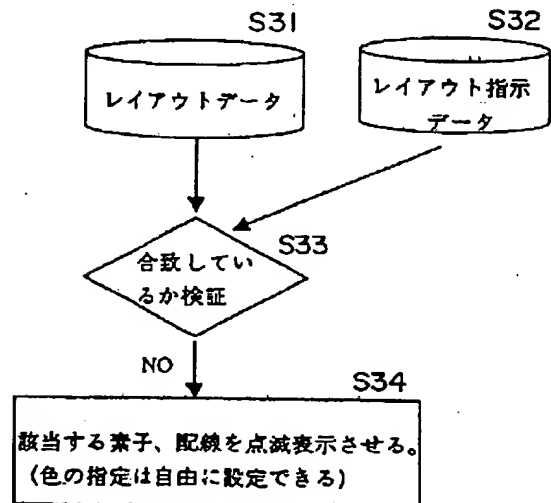 S31
S32
レイアウトデータ
レイアウト指示
データ
S33
合致してい
るか検証
NO
S34
該当する素子、配線を点滅表示させる。
(色の指定は自由に設定できる)